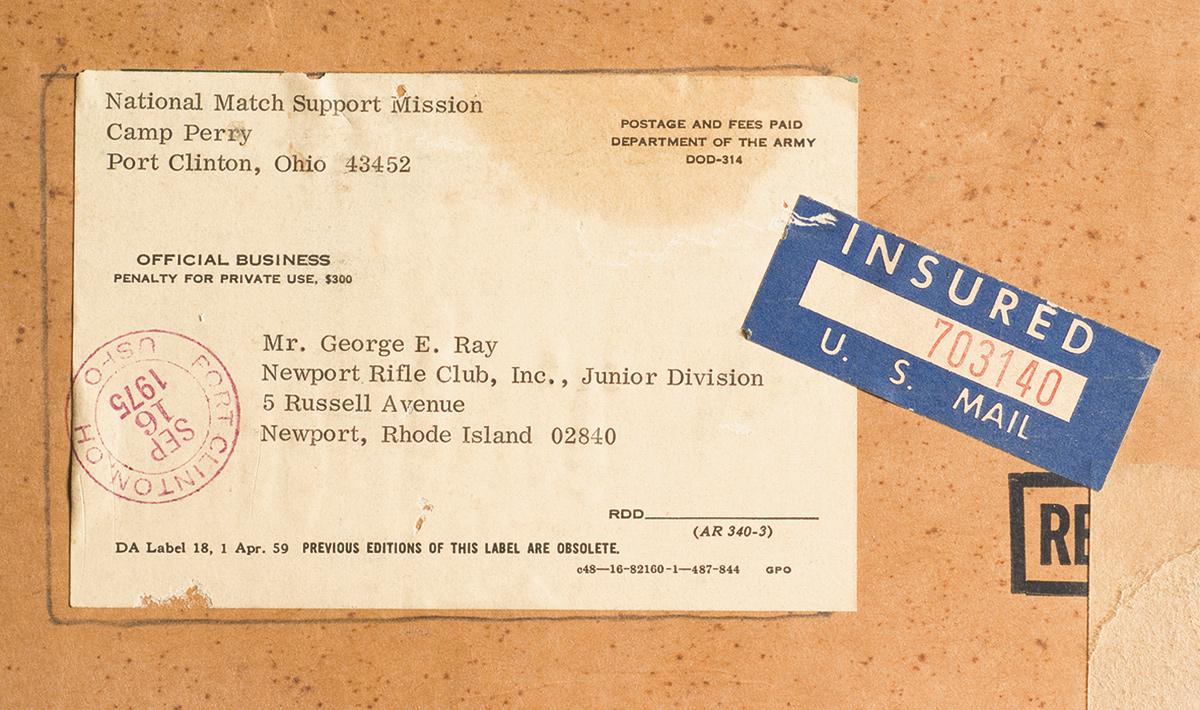 National Match Support Mission
Camp Perry
Port Clinton, Ohio 43452
POSTAGE AND FEES PAID
DEPARTMENT OF THE ARMY
DOD-314
OFFICIAL BUSINESS
PENALTY FOR PRIVATE USE, $300
INSURED
703140
U. S. MAIL
Mr. George E. Ray
Newport Rifle Club, Inc., Junior Division
5 Russell Avenue
Newport, Rhode Island 02840
PORT CLINTON, OH
USPO
SEP
16
1975
RDD
(AR 340-3)
DA Label 18, 1 Apr. 59 PREVIOUS EDITIONS OF THIS LABEL ARE OBSOLETE.
c48—16-82160-1—487-844 GPO
RE